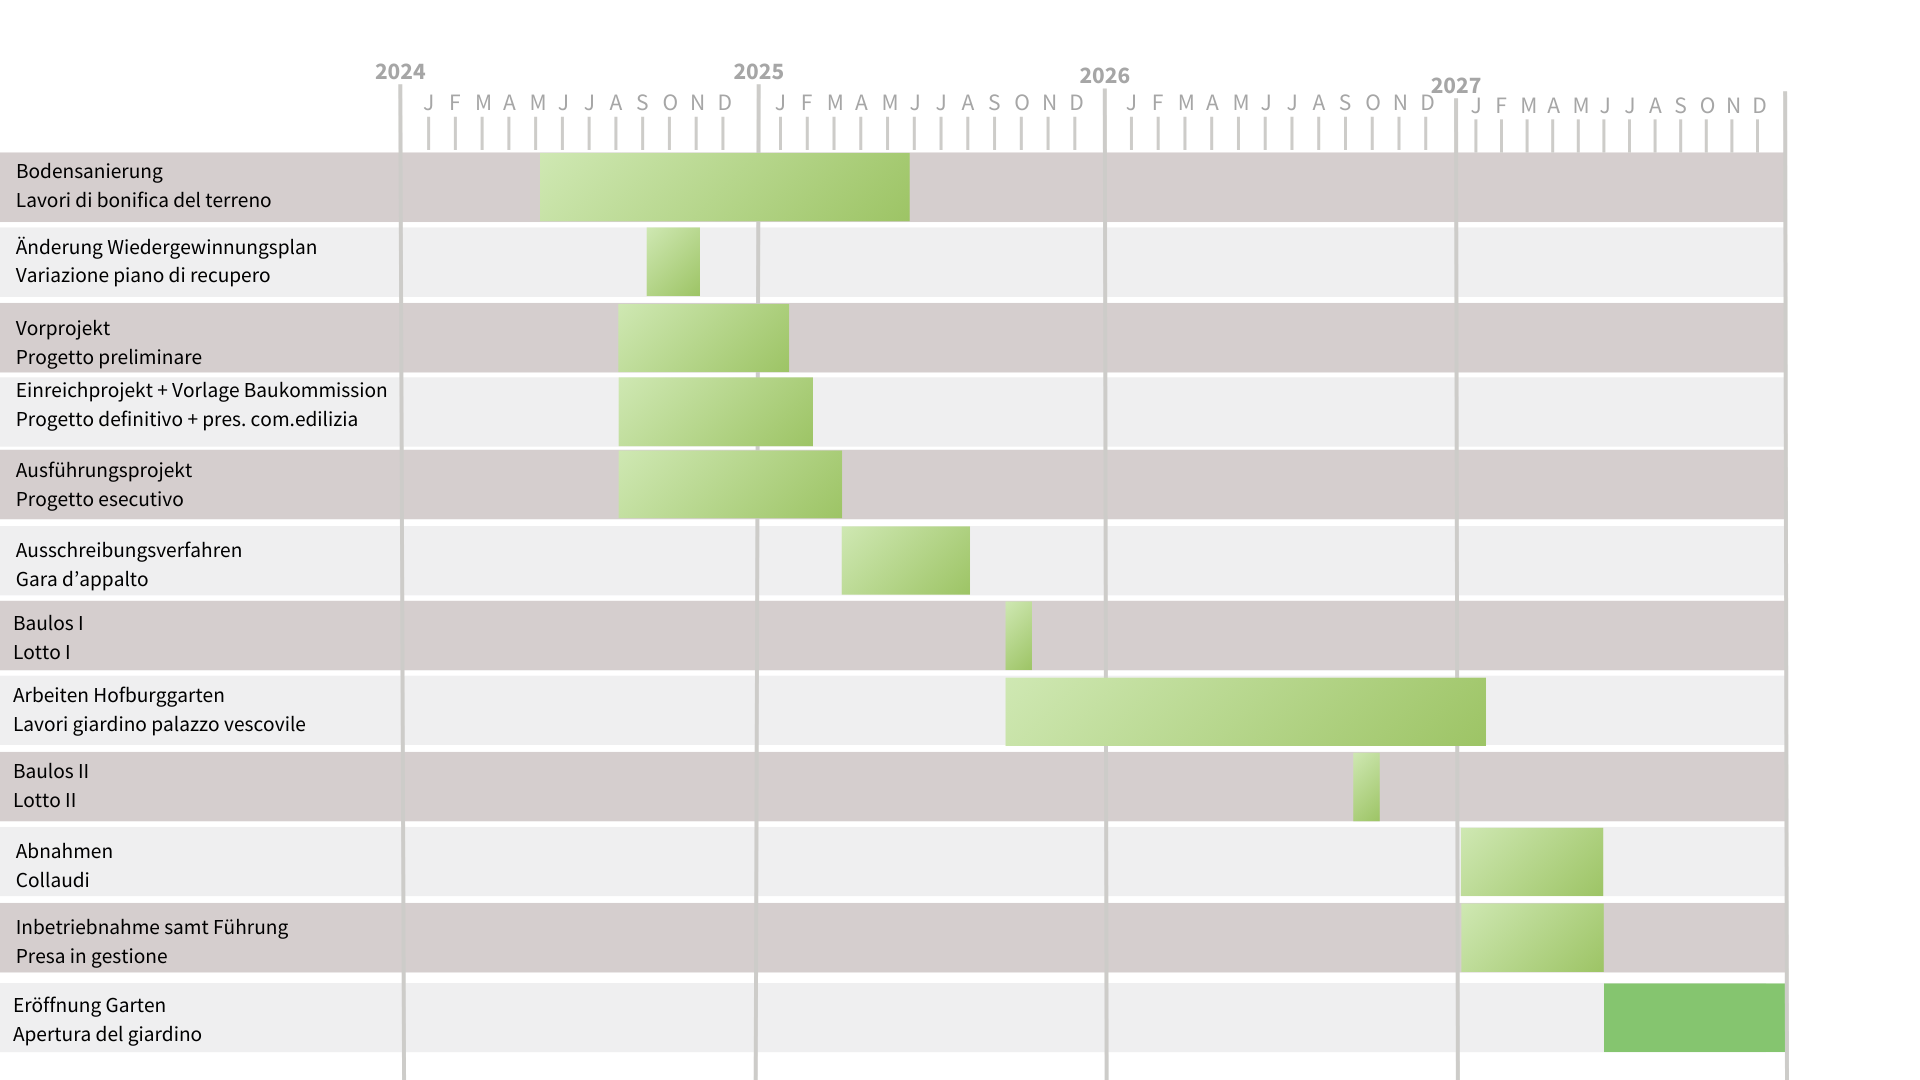 2024 2025 2026 2027
J F M A M J J A S O N D J F M A M J J A S O N D J F M A M J J A S O N D J F M A M J J A S O N D
Bodensanierung
Lavori di bonifica del terreno
Änderung Wiedergewinnungsplan
Variazione piano di recupero
Vorprojekt
Progetto preliminare
Einreichprojekt + Vorlage Baukommission
Progetto definitivo + pres. com.edilizia
Ausführungsprojekt
Progetto esecutivo
Ausschreibungsverfahren
Gara d’appalto
Baulos I
Lotto I
Arbeiten Hofburggarten
Lavori giardino palazzo vescovile
Baulos II
Lotto II
Abnahmen
Collaudi
Inbetriebnahme samt Führung
Presa in gestione
Eröffnung Garten
Apertura del giardino